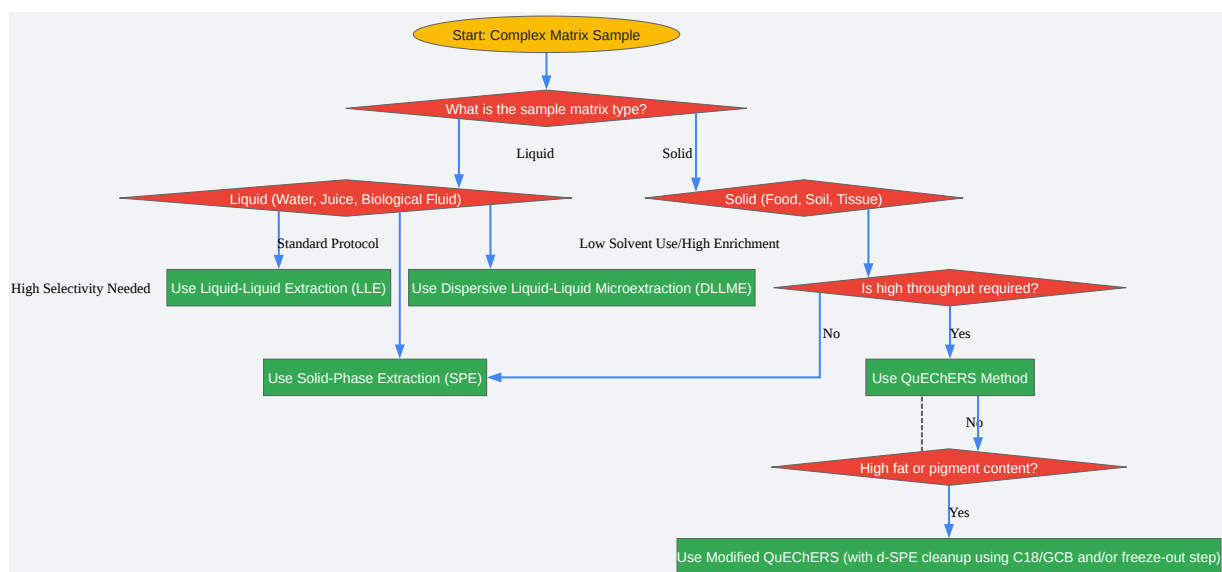 Start: Complex Matrix Sample
What is the sample matrix type?
Liquid
Solid
Liquid (Water, Juice, Biological Fluid)
Solid (Food, Soil, Tissue)
Standard Protocol
Low Solvent Use/High Enrichment
High Selectivity Needed
Use Liquid-Liquid Extraction (LLE)
Use Dispersive Liquid-Liquid Microextraction (DLLME)
Is high throughput required?
No
Yes
Use Solid-Phase Extraction (SPE)
Use QuEChERS Method
No
High fat or pigment content?
Yes
Use Modified QuEChERS (with d-SPE cleanup using C18/GCB and/or freeze-out step)